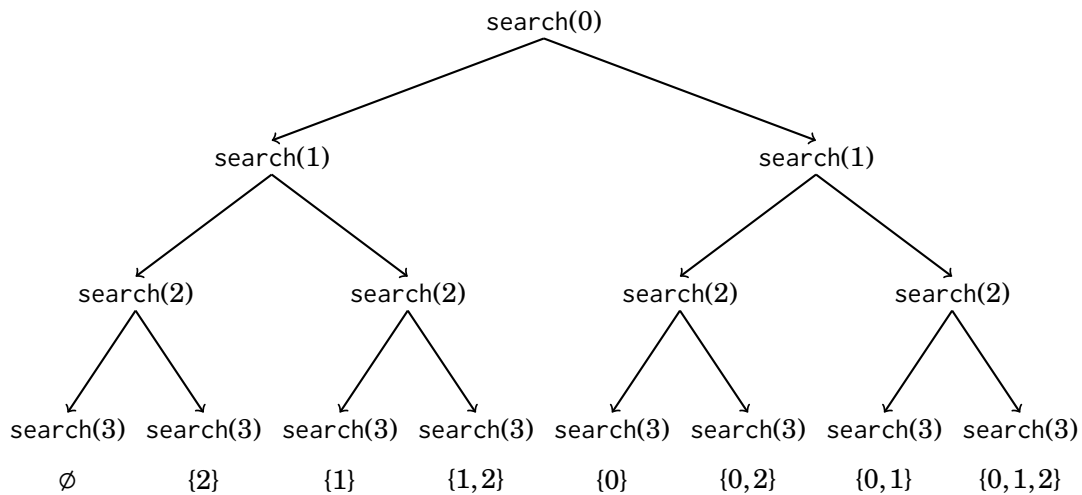 search(0)
search(1) search(1)
search(2) search(2) search(2) search(2)
search(3) search(3) search(3) search(3) search(3) search(3) search(3) search(3)
∅ {2} {1} {1,2} {0} {0,2} {0,1} {0,1,2}